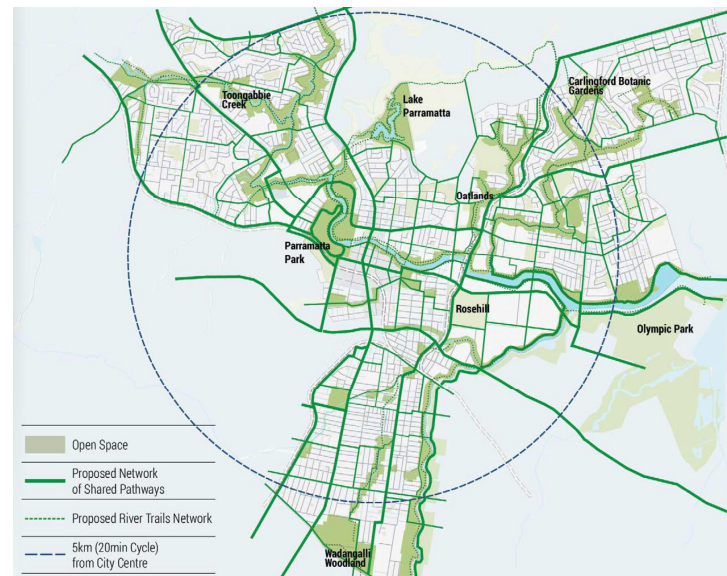 Toongabbie
Creek
Lake
Parramatta
Carlingford Botanic
Gardens
Oatlands
Parramatta
Park
Rosehill
Olympic Park
Wadangalli
Woodland
Open Space
Proposed Network
of Shared Pathways
Proposed River Trails Network
5km (20min Cycle)
from City Centre